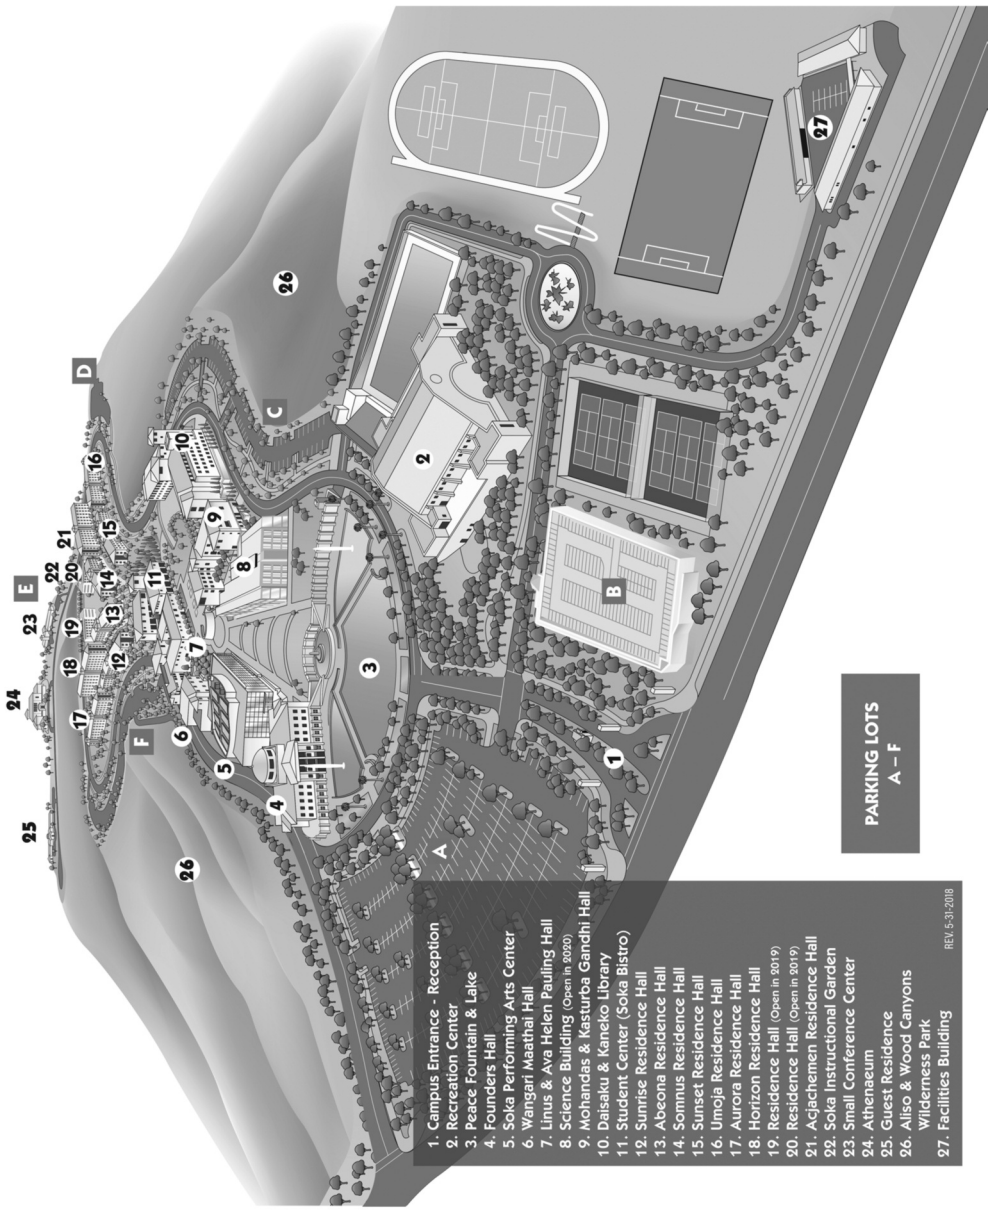 1. Campus Entrance - Reception
2. Recreation Center
3. Peace Fountain & Lake
4. Founders Hall
5. Soka Performing Arts Center
6. Wangari Maathai Hall
7. Linus & Ava Helen Pauling Hall
8. Science Building (Open in 2020)
9. Mohandas & Kasturba Gandhi Hall
10. Daisaku & Kaneko Library
11. Student Center (Soka Bistro)
12. Sunrise Residence Hall
13. Abeona Residence Hall
14. Somnus Residence Hall
15. Sunset Residence Hall
16. Umoja Residence Hall
17. Aurora Residence Hall
18. Horizon Residence Hall
19. Residence Hall (Open in 2019)
20. Residence Hall (Open in 2019)
21. Acjachemen Residence Hall
22. Soka Instructional Garden
23. Small Conference Center
24. Athenaeum
25. Guest Residence
26. Aliso & Wood Canyons
Wilderness Park
27. Facilities Building
REV. 5-31-2018
PARKING LOTS
A – F
25
24
23
E
22
21
20
19
18
17
16
15
14
13
12
11
10
D
F
C
26
26
9
8
7
6
5
4
3
2
A
B
1
27